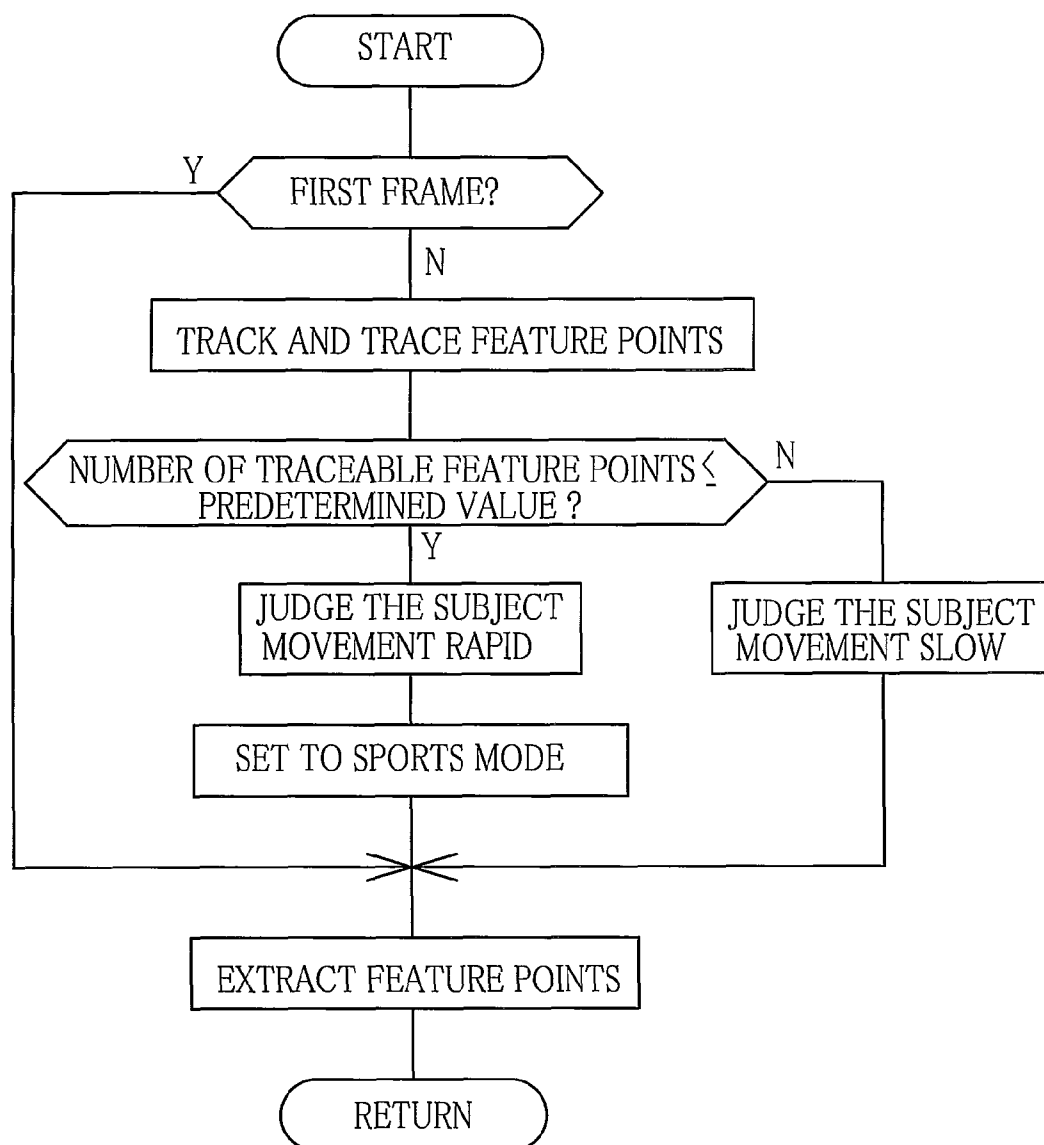 START
Y
FIRST FRAME?
N
TRACK AND TRACE FEATURE POINTS
NUMBER OF TRACEABLE FEATURE POINTS ≤
PREDETERMINED VALUE ?
N
Y
JUDGE THE SUBJECT
MOVEMENT RAPID
JUDGE THE SUBJECT
MOVEMENT SLOW
SET TO SPORTS MODE
EXTRACT FEATURE POINTS
RETURN